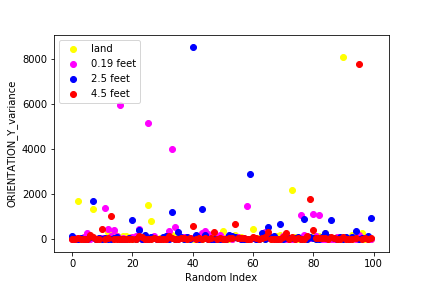 land
0.19 feet
2.5 feet
4.5 feet
ORIENTATION_Y_variance
8000
6000
4000
2000
0
0
20
40
60
80
100
Random Index